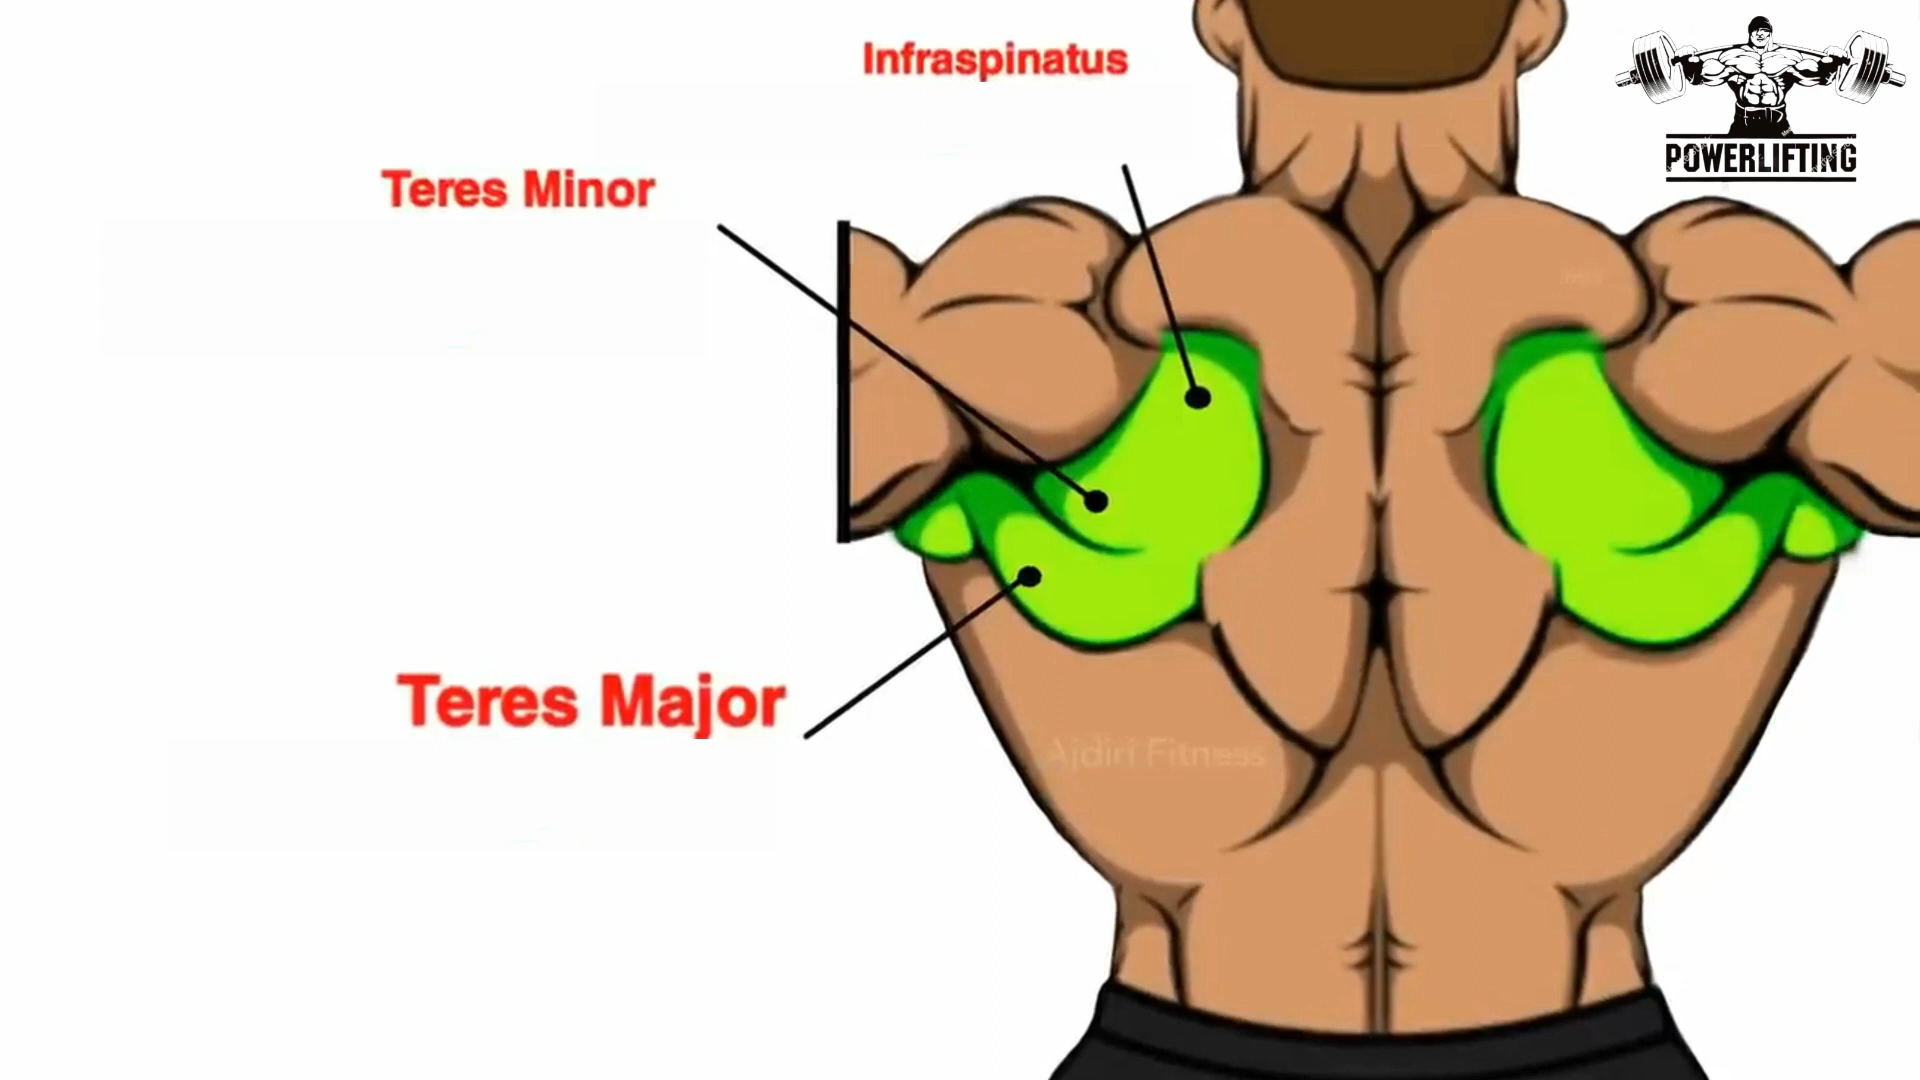 Infraspinatus
POWERLIFTING
Teres Minor
Teres Major
Ajdiri Fitness